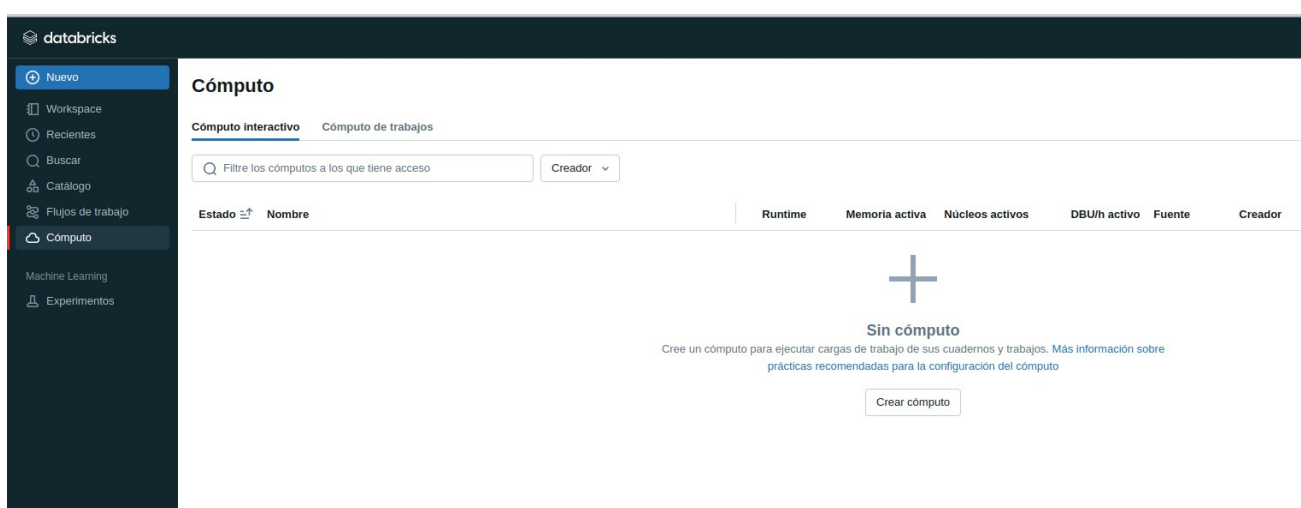 databricks
Nuevo
Workspace
Recientes
Buscar
Catálogo
Flujos de trabajo
Cómputo
Machine Learning
Experimentos
Cómputo
Cómputo interactivo Cómputo de trabajos
Filtre los cómputos a los que tiene acceso Creador
Estado Nombre Runtime Memoria activa Núcleos activos DBU/h activo Fuente Creador
Sin cómputo
Cree un cómputo para ejecutar cargas de trabajo de sus cuadernos y trabajos. Más información sobre
prácticas recomendadas para la configuración del cómputo
Crear cómputo